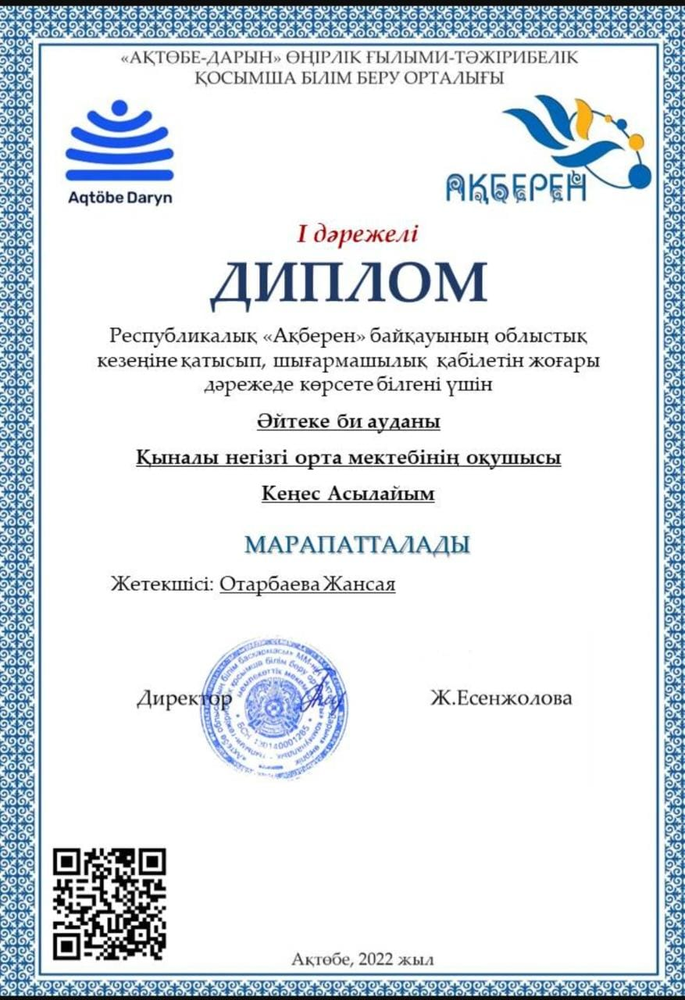 «АҚТӨБЕ-ДАРЫН» ӨҢІРЛІК ҒЫЛЫМИ-ТӘЖІРИБЕЛІК
ҚОСЫМША БІЛІМ БЕРУ ОРТАЛЫҒЫ
Aqtöbe Daryn
АҚБЕРЕН
І дәрежелі
ДИПЛОМ
Республикалық «Ақберен» байқауының облыстық
кезеңіне қатысып, шығармашылық қабілетін жоғары
дәрежеде көрсете білгені үшін
Әйтеке би ауданы
Қыналы негізгі орта мектебінің оқушысы
Кеңес Асылайым
МАРАПАТТАЛАДЫ
Жетекшісі: Отарбаева Жансая
Директор
Ж.Есенжолова
БСН 130140001265
Ақтөбе, 2022 жыл